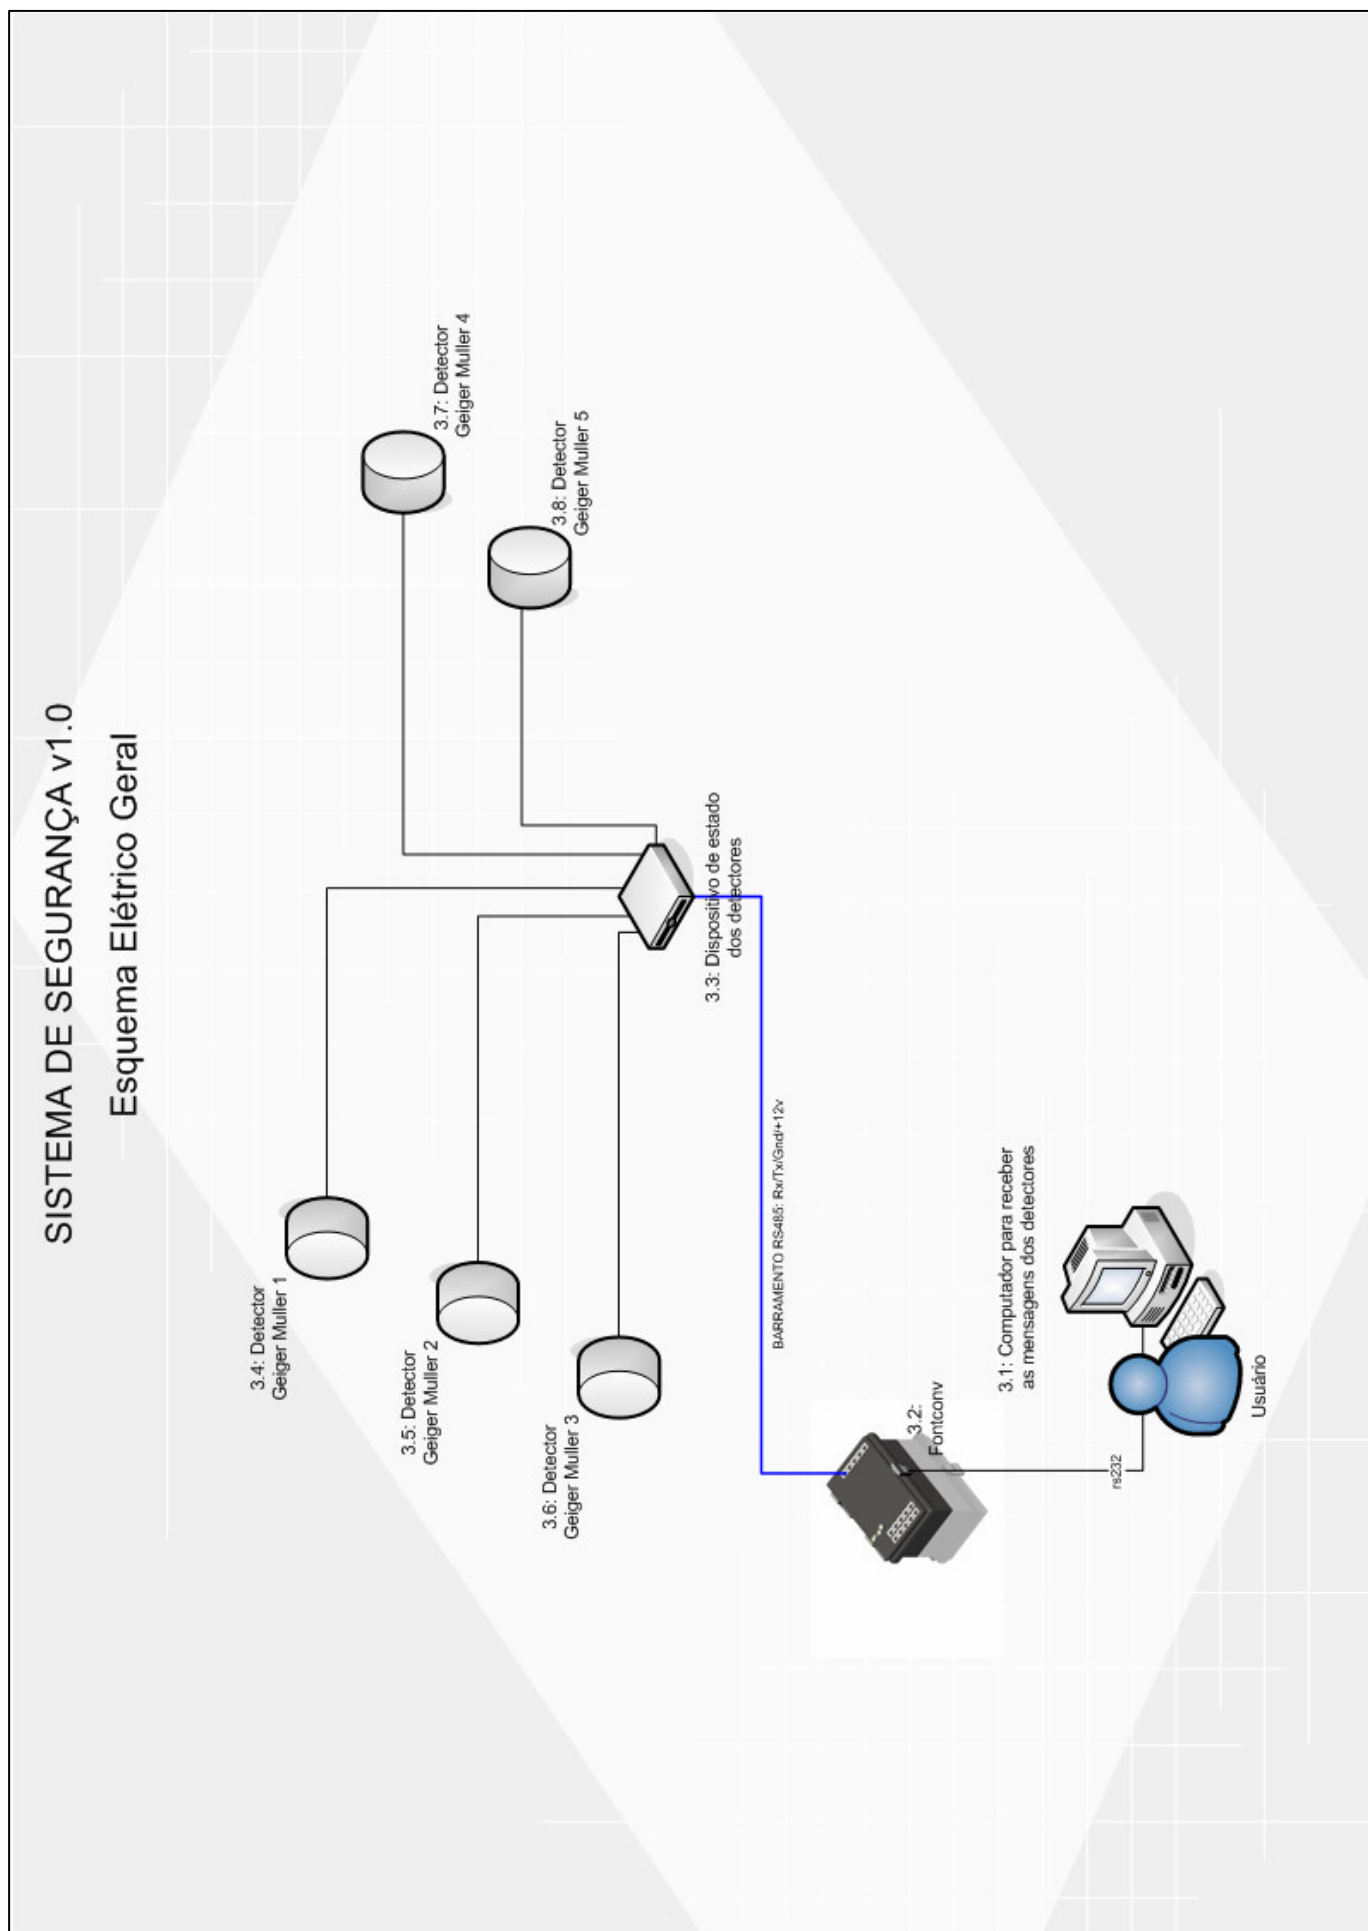 SISTEMA DE SEGURANÇA v1.0
Esquema Elétrico Geral
3.4: Detector
Geiger Muller 1
3.5: Detector
Geiger Muller 2
3.6: Detector
Geiger Muller 3
3.7: Detector
Geiger Muller 4
3.8: Detector
Geiger Muller 5
3.3: Dispositivo de estado
dos detectores
BARRAMENTO RS485: Rx/Tx/Gnd/+12v
3.2:
Fontconv
3.1: Computador para receber
as mensagens dos detectores
rs232
Usuário